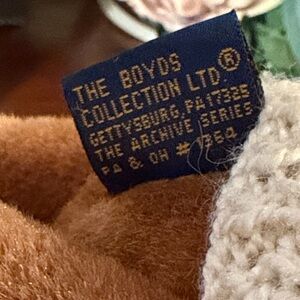 THE BOYDS
COLLECTION LTD®
GETTYSBURG, PA 17325
THE ARCHIVE SERIES
PA & OH # 1364